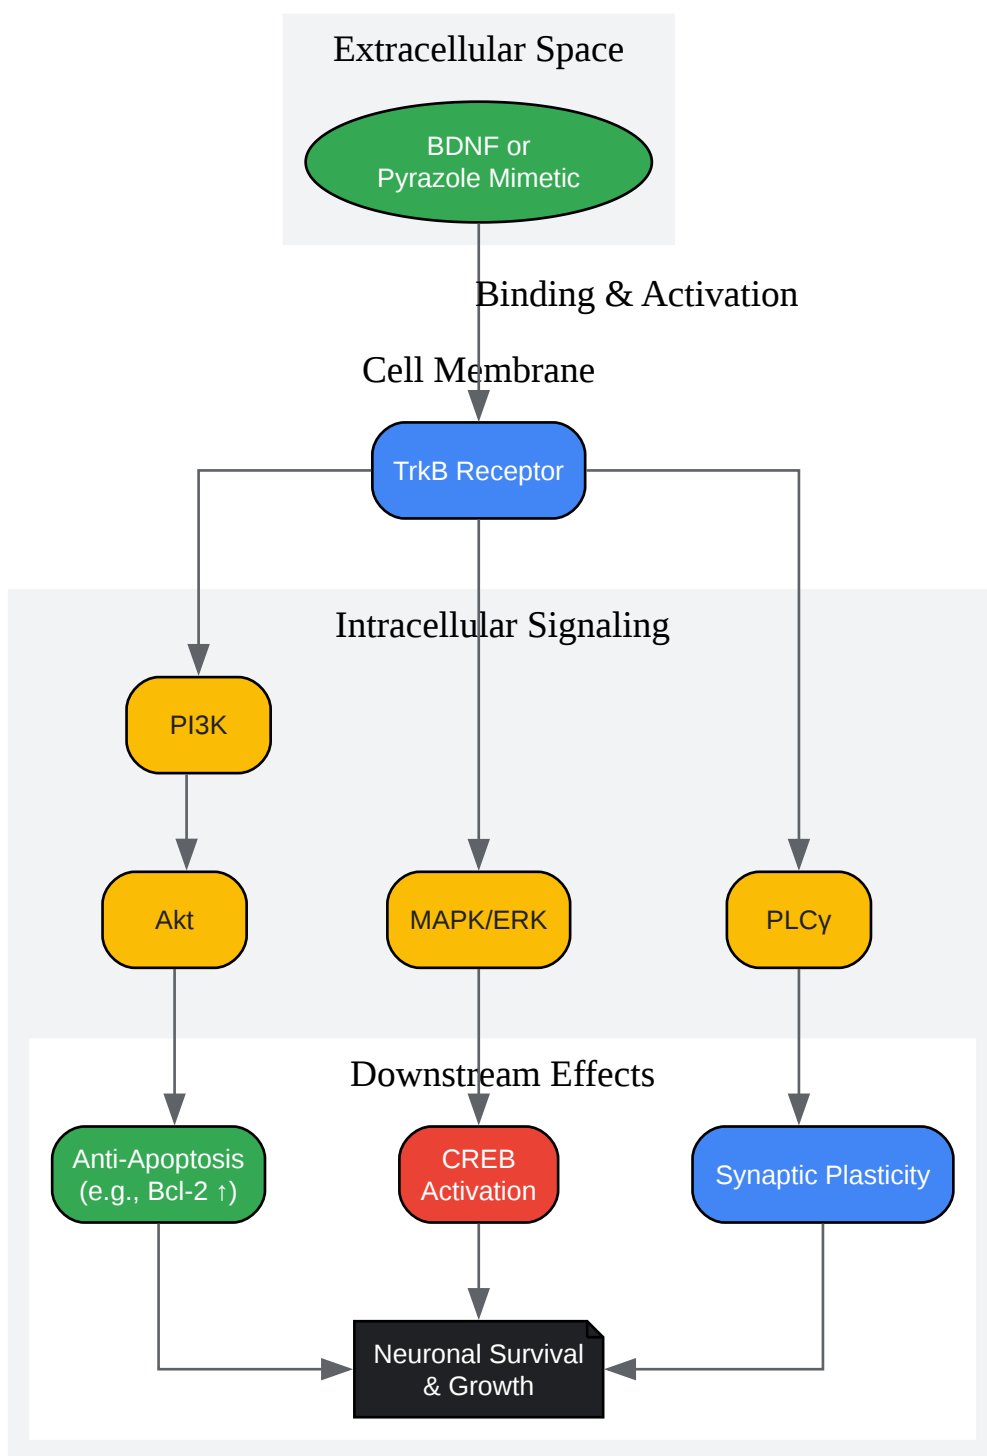 Extracellular Space
BDNF or
Pyrazole Mimetic
Binding & Activation
Cell Membrane
TrkB Receptor
Intracellular Signaling
PI3K
Akt
MAPK/ERK
PLCγ
Downstream Effects
Anti-Apoptosis
(e.g., Bcl-2 ↑)
CREB
Activation
Synaptic Plasticity
Neuronal Survival
& Growth